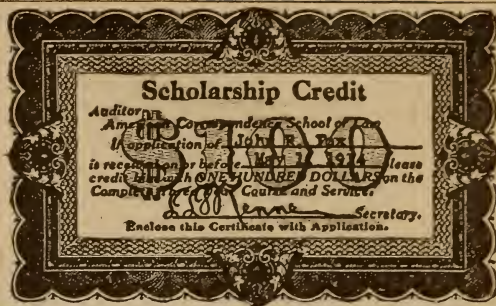 Scholarship Credit
Auditor
American Correspondence School of Law
If application of John R. Fox
is received on or before May 1, 1914 please
credit him with ONE HUNDRED DOLLARS on the
Complete Course and Service.
Secretary.
Enclose this Certificate with Application.
$100